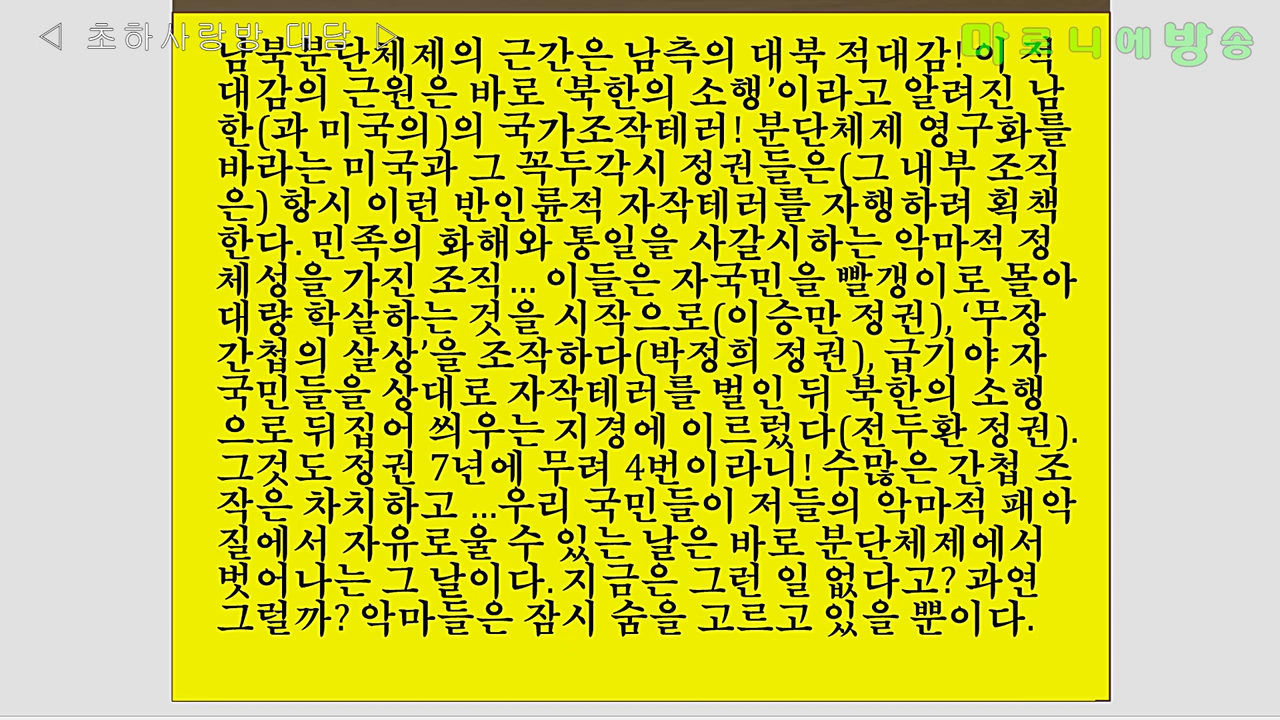 ◁ 초하사랑방 대담 ▷
마르코니에방송
남북분단체제의 근간은 남측의 대북 적대감! 이 적
대감의 근원은 바로 ‘북한의 소행’이라고 알려진 남
한(과 미국의)의 국가조작테러! 분단체제 영구화를
바라는 미국과 그 꼭두각시 정권들은(그 내부 조직
은) 항시 이런 반인륜적 자작테러를 자행하려 획책
한다. 민족의 화해와 통일을 사갈시하는 악마적 정
체성을 가진 조직... 이들은 자국민을 빨갱이로 몰아
대량 학살하는 것을 시작으로(이승만 정권), ‘무장
간첩의 살상’을 조작하다(박정희 정권), 급기야 자
국민들을 상대로 자작테러를 벌인 뒤 북한의 소행
으로 뒤집어 씌우는 지경에 이르렀다(전두환 정권).
그것도 정권 7년에 무려 4번이라니! 수많은 간첩 조
작은 차치하고 ...우리 국민들이 저들의 악마적 패악
질에서 자유로울 수 있는 날은 바로 분단체제에서
벗어나는 그 날이다. 지금은 그런 일 없다고? 과연
그럴까? 악마들은 잠시 숨을 고르고 있을 뿐이다.